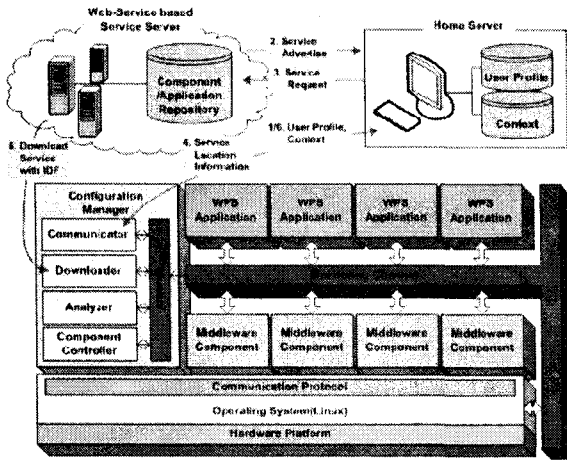 Web-Service based
Service Server
Home Server
2. Service
Advertise
3. Service
Request
Component
/Application
Repository
User Profile
Context
1/6. User Profile,
Context
4. Service
Location
Information
5. Download
Service
with IDF
Configuration
Manager
Communicator
Downloader
Analyzer
Component
Controller
WPS
Application
WPS
Application
WPS
Application
WPS
Application
Middleware
Component
Middleware
Component
Middleware
Component
Middleware
Component
Communication Protocol
Operating System(Linux)
Hardware Platform